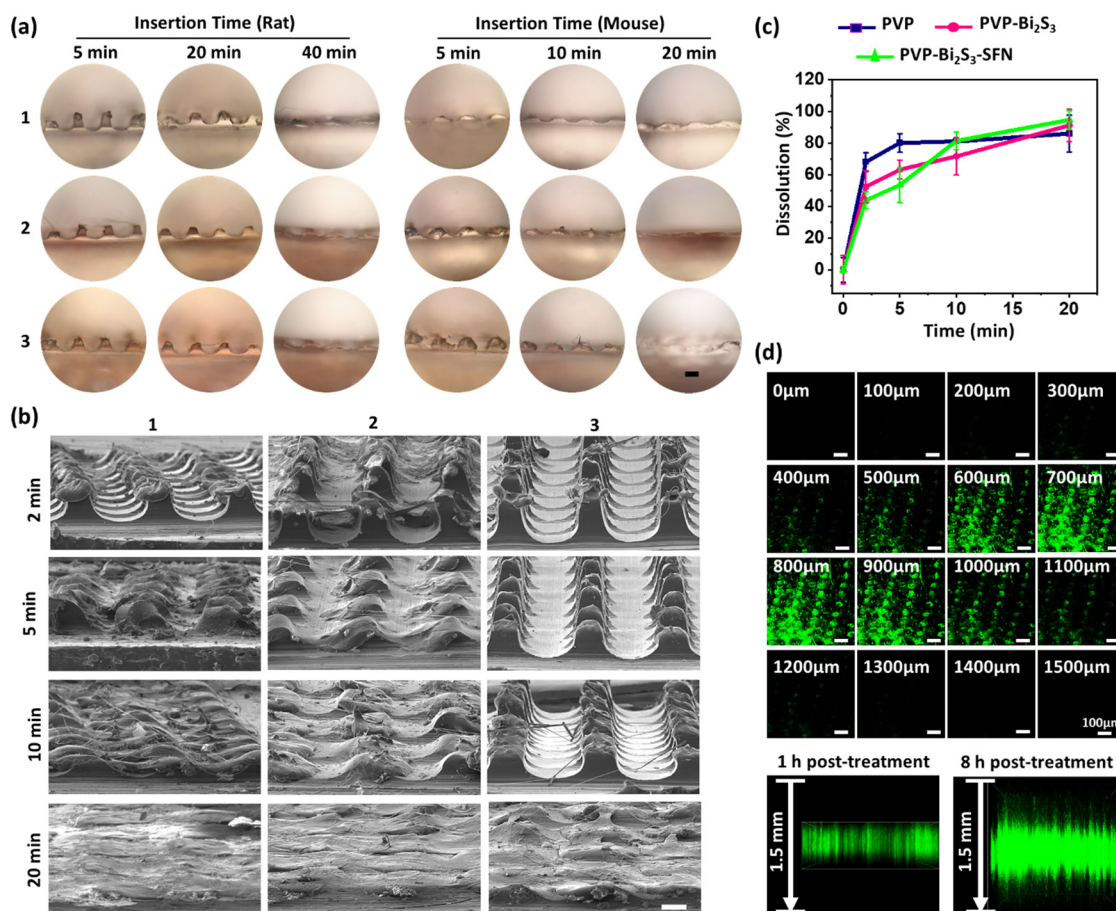 (a)
Insertion Time (Rat)
Insertion Time (Mouse)
5 min 20 min 40 min
5 min 10 min 20 min
1
2
3
(b)
1 2 3
2 min
5 min
10 min
20 min
(c)
PVP PVP-Bi₂S₃
PVP-Bi₂S₃-SFN
Dissolution (%)
140
120
100
80
60
40
20
0
0 5 10 15 20
Time (min)
(d)
0μm 100μm 200μm 300μm
400μm 500μm 600μm 700μm
800μm 900μm 1000μm 1100μm
1200μm 1300μm 1400μm 1500μm
100μm
1 h post-treatment 8 h post-treatment
1.5 mm 1.5 mm